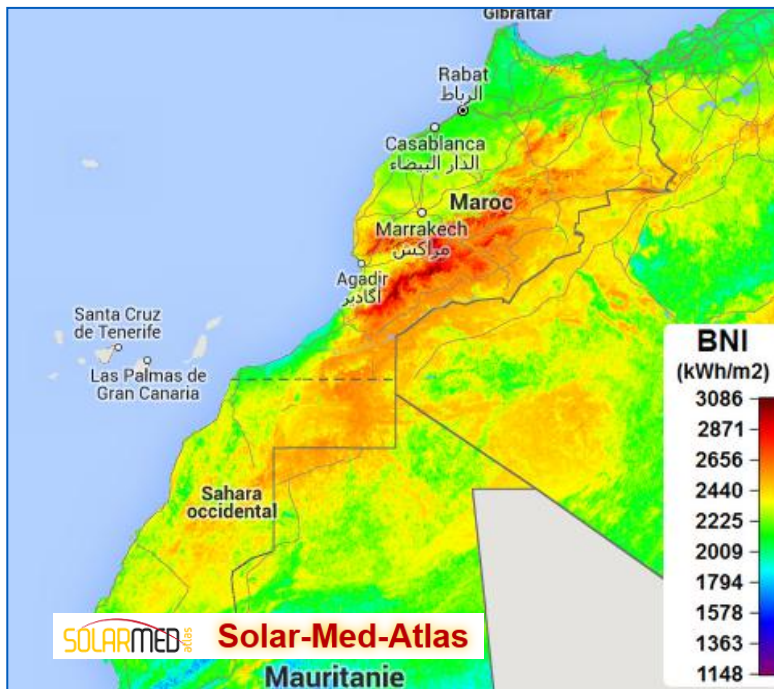 Gibraltar
Rabat
الرباط
Casablanca
الدار البيضاء
Maroc
Marrakech
مراكش
Agadir
أگادير
Santa Cruz
de Tenerife
Las Palmas de
Gran Canaria
Sahara
occidental
BNI
(kWh/m2)
3086
2871
2656
2440
2225
2009
1794
1578
1363
1148
SOLARMED atlas
Solar-Med-Atlas
Mauritanie